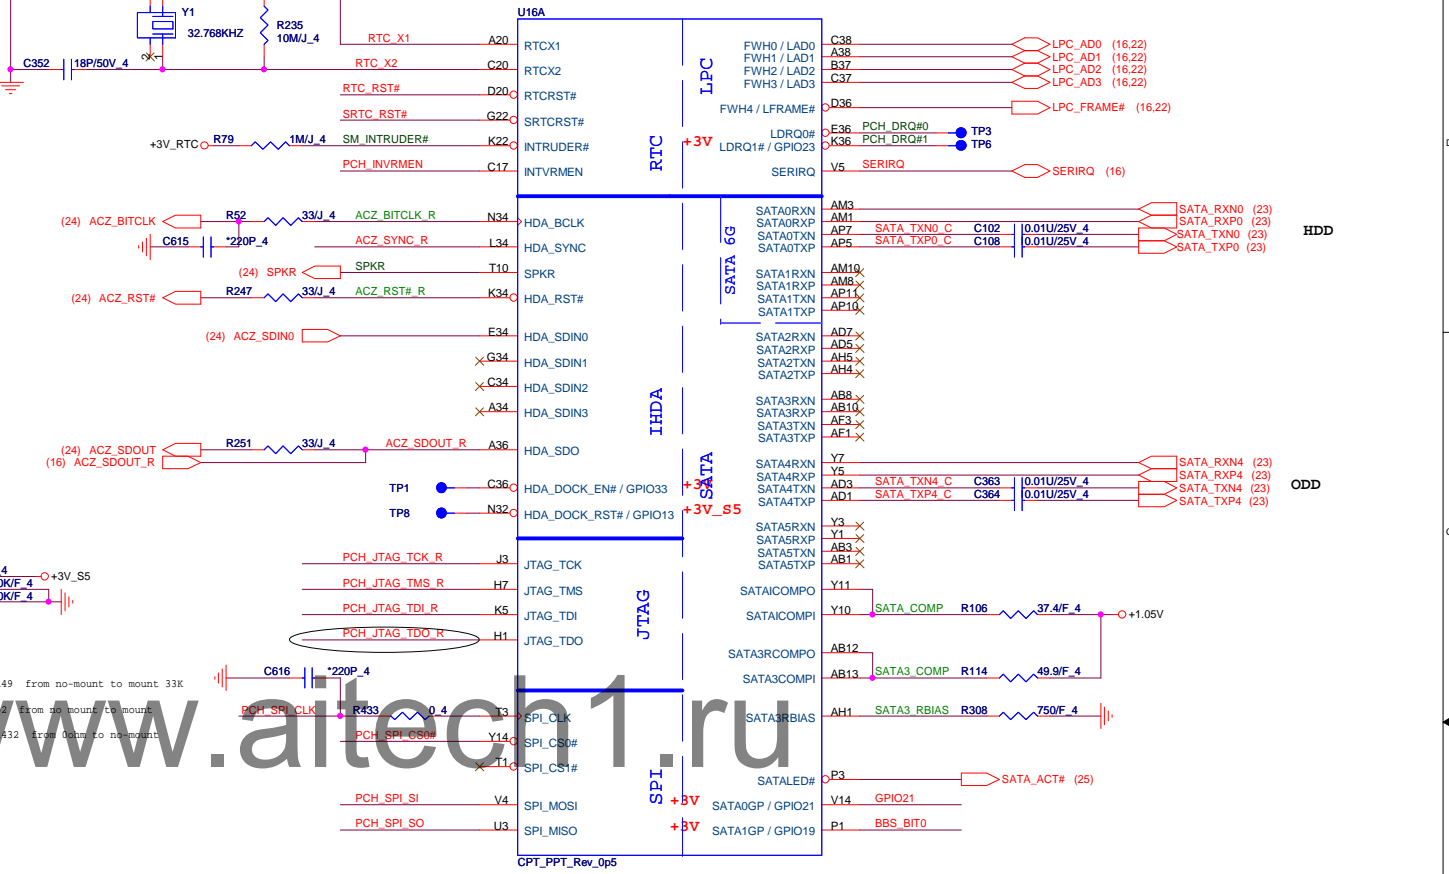 U16A
Y1
32.768KHZ
R235
10M/J_4
C352
18P/50V_4
2
1
RTC_X1 A20 RTCX1
RTC_X2 C20 RTCX2
RTC_RST# D20 RTCRST#
SRTC_RST# G22 SRTCRST#
+3V_RTC R79 1M/J_4 SM_INTRUDER# K22 INTRUDER#
PCH_INVRMEN C17 INTVRMEN
RTC
LPC
+3V
FWH0 / LAD0 C38 LPC_AD0 (16,22)
FWH1 / LAD1 A38 LPC_AD1 (16,22)
FWH2 / LAD2 B37 LPC_AD2 (16,22)
FWH3 / LAD3 C37 LPC_AD3 (16,22)
FWH4 / LFRAME# D36 LPC_FRAME# (16,22)
LDRQ0# E36 PCH_DRQ#0 TP3
LDRQ1# / GPIO23 K36 PCH_DRQ#1 TP6
SERIRQ V5 SERIRQ SERIRQ (16)
(24) ACZ_BITCLK R52 33/J_4 ACZ_BITCLK_R N34 HDA_BCLK
C615 *220P_4 ACZ_SYNC_R L34 HDA_SYNC
(24) SPKR SPKR T10 SPKR
(24) ACZ_RST# R247 33/J_4 ACZ_RST#_R K34 HDA_RST#
(24) ACZ_SDIN0 E34 HDA_SDIN0
G34 HDA_SDIN1
C34 HDA_SDIN2
A34 HDA_SDIN3
(24) ACZ_SDOUT R251 33/J_4 ACZ_SDOUT_R A36 HDA_SDO
(16) ACZ_SDOUT_R
TP1 C36 HDA_DOCK_EN# / GPIO33 +3V
TP8 N32 HDA_DOCK_RST# / GPIO13 +3V_S5
IHDA
SATA
SATA 6G
SATA0RXN AM3 SATA_RXN0 (23)
SATA0RXP AM1 SATA_RXP0 (23)
SATA0TXN AP7 SATA_TXN0_C C102 0.01U/25V_4 SATA_TXN0 (23)
SATA0TXP AP5 SATA_TXP0_C C108 0.01U/25V_4 SATA_TXP0 (23)
HDD
SATA1RXN AM10
SATA1RXP AM8
SATA1TXN AP11
SATA1TXP AP10
SATA2RXN AD7
SATA2RXP AD5
SATA2TXN AH5
SATA2TXP AH4
SATA3RXN AB8
SATA3RXP AB10
SATA3TXN AF3
SATA3TXP AF1
SATA4RXN Y7 SATA_RXN4 (23)
SATA4RXP Y5 SATA_RXP4 (23)
SATA4TXN AD3 SATA_TXN4_C C363 0.01U/25V_4 SATA_TXN4 (23)
SATA4TXP AD1 SATA_TXP4_C C364 0.01U/25V_4 SATA_TXP4 (23)
ODD
SATA5RXN Y3
SATA5RXP Y1
SATA5TXN AB3
SATA5TXP AB1
SATAICOMPO Y11
SATAICOMPI Y10 SATA_COMP R106 37.4/F_4 +1.05V
SATA3RCOMPO AB12
SATA3COMPI AB13 SATA3_COMP R114 49.9/F_4
SATA3RBIAS AH1 SATA3_RBIAS R308 750/F_4
SATALED# P3 SATA_ACT# (25)
SATA0GP / GPIO21 V14 GPIO21
SATA1GP / GPIO19 P1 BBS_BIT0
_4
+3V_S5
0K/F_4
0K/F_4
PCH_JTAG_TCK_R J3 JTAG_TCK
PCH_JTAG_TMS_R H7 JTAG_TMS
PCH_JTAG_TDI_R K5 JTAG_TDI
PCH_JTAG_TDO_R H1 JTAG_TDO
JTAG
C616 *220P_4
49 from no-mount to mount 33K
2 from no mount to mount
432 from 0ohm to no-mount
PCH_SPI_CLK R433 0_4 T3 SPI_CLK
PCH_SPI_CS0# Y14 SPI_CS0#
T1 SPI_CS1#
PCH_SPI_SI V4 SPI_MOSI +3V
PCH_SPI_SO U3 SPI_MISO +3V
SPI
CPT_PPT_Rev_0p5
www.aitech1.ru